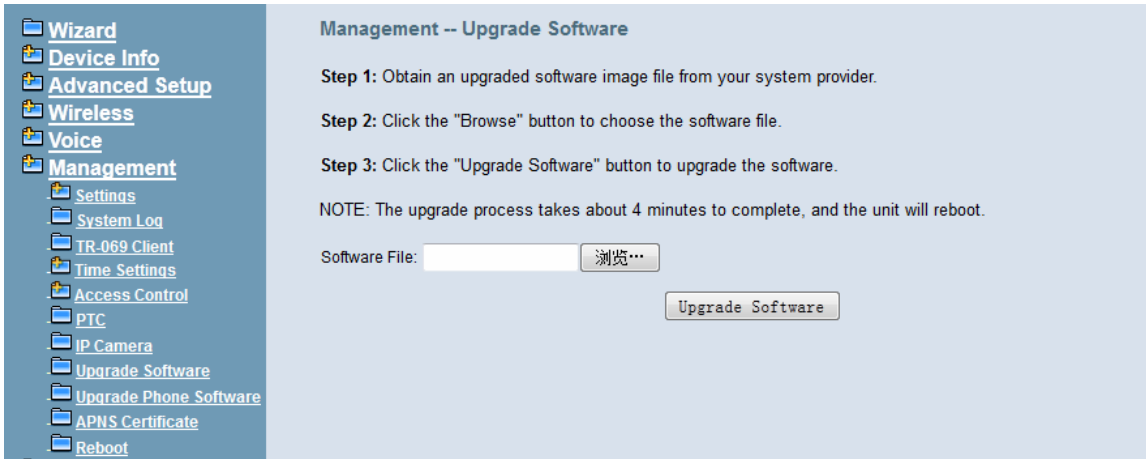 Wizard
Device Info
Advanced Setup
Wireless
Voice
Management
Settings
System Log
TR-069 Client
Time Settings
Access Control
PTC
IP Camera
Upgrade Software
Upgrade Phone Software
APNS Certificate
Reboot
Management -- Upgrade Software
Step 1: Obtain an upgraded software image file from your system provider.
Step 2: Click the "Browse" button to choose the software file.
Step 3: Click the "Upgrade Software" button to upgrade the software.
NOTE: The upgrade process takes about 4 minutes to complete, and the unit will reboot.
Software File: 浏览…
Upgrade Software